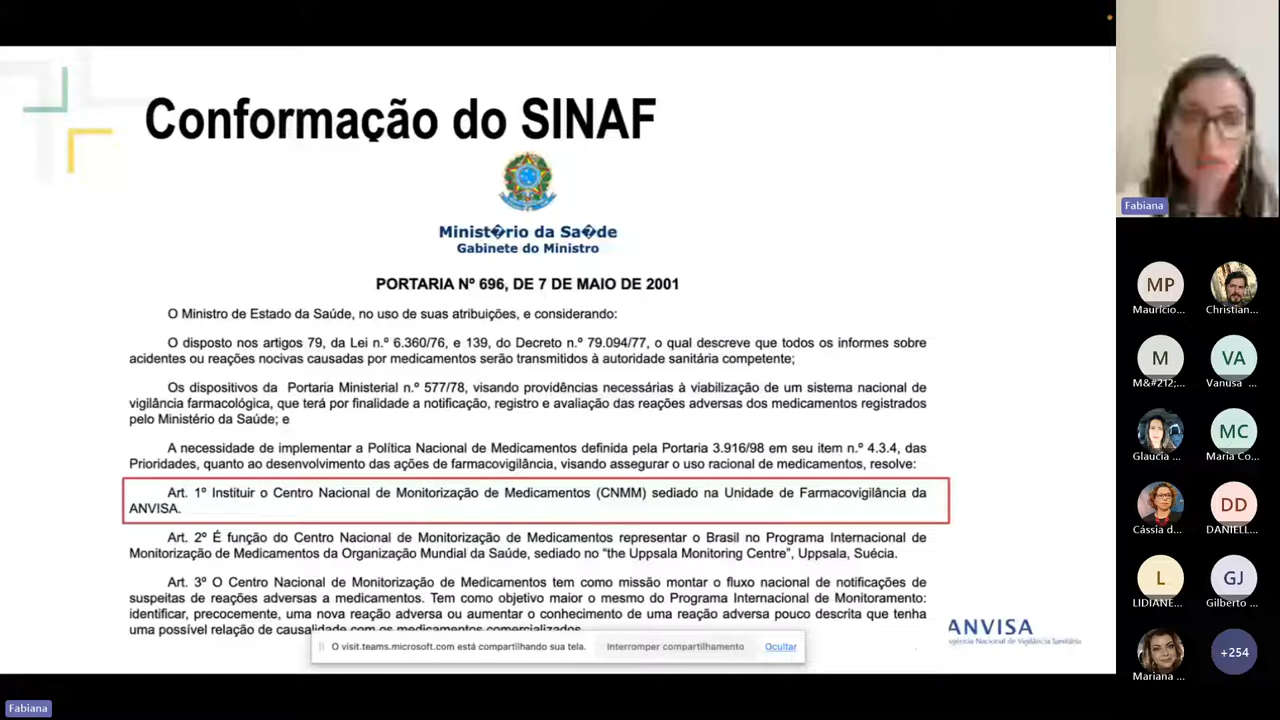 Conformação do SINAF
Minist�rio da Sa�de
Gabinete do Ministro
PORTARIA Nº 696, DE 7 DE MAIO DE 2001
O Ministro de Estado da Saúde, no uso de suas atribuições, e considerando:
O disposto nos artigos 79, da Lei n.º 6.360/76, e 139, do Decreto n.º 79.094/77, o qual descreve que todos os informes sobre
acidentes ou reações nocivas causadas por medicamentos serão transmitidos à autoridade sanitária competente;
Os dispositivos da Portaria Ministerial n.º 577/78, visando providências necessárias à viabilização de um sistema nacional de
vigilância farmacológica, que terá por finalidade a notificação, registro e avaliação das reações adversas dos medicamentos registrados
pelo Ministério da Saúde; e
A necessidade de implementar a Política Nacional de Medicamentos definida pela Portaria 3.916/98 em seu item n.º 4.3.4, das
Prioridades, quanto ao desenvolvimento das ações de farmacovigilância, visando assegurar o uso racional de medicamentos, resolve:
Art. 1º Instituir o Centro Nacional de Monitorização de Medicamentos (CNMM) sediado na Unidade de Farmacovigilância da
ANVISA.
Art. 2º É função do Centro Nacional de Monitorização de Medicamentos representar o Brasil no Programa Internacional de
Monitorização de Medicamentos da Organização Mundial da Saúde, sediado no “the Uppsala Monitoring Centre”, Uppsala, Suécia.
Art. 3º O Centro Nacional de Monitorização de Medicamentos tem como missão montar o fluxo nacional de notificações de
suspeitas de reações adversas a medicamentos. Tem como objetivo maior o mesmo do Programa Internacional de Monitoramento:
identificar, precocemente, uma nova reação adversa ou aumentar o conhecimento de uma reação adversa pouco descrita que tenha
uma possível relação de causalidade com os medicamentos comercializados
O visit.teams.microsoft.com está compartilhando sua tela.
Interromper compartilhamento
Ocultar
ANVISA
Agência Nacional de Vigilância Sanitária
Fabiana
MP
Maurício...
Christian...
M
M&#212;...
VA
Vanusa ...
Glaucia ...
MC
Maria Co...
Cássia d...
DD
DANIELL...
L
LIDIANE...
GJ
Gilberto ...
Mariana ...
+254
Fabiana